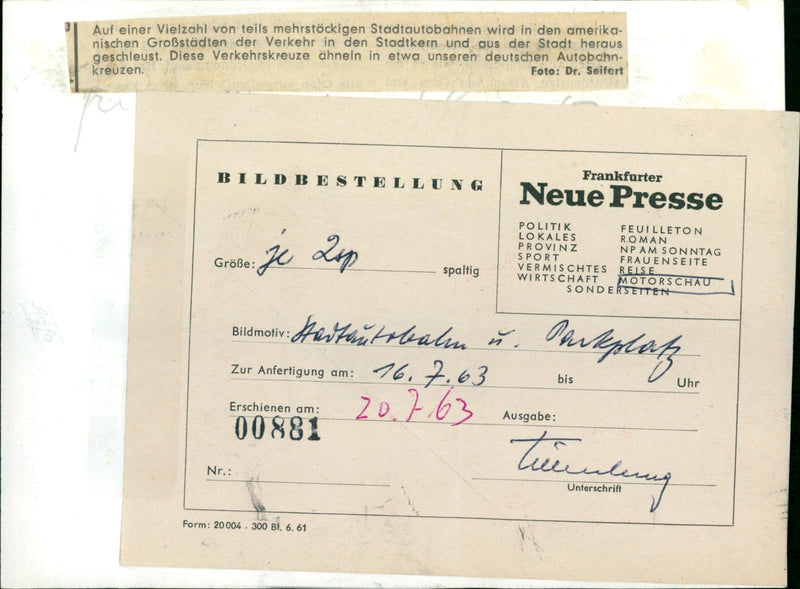 Auf einer Vielzahl von teils mehrstöckigen Stadtautobahnen wird in den amerika-
nischen Großstädten der Verkehr in den Stadtkern und aus der Stadt heraus
geschleust. Diese Verkehrskreuze ähneln in etwa unseren deutschen Autobahn-
kreuzen. Foto: Dr. Seifert
BILDBESTELLUNG
Frankfurter
Neue Presse
POLITIK
LOKALES
PROVINZ
SPORT
VERMISCHTES
WIRTSCHAFT
FEUILLETON
ROMAN
NP AM SONNTAG
FRAUENSEITE
REISE
MOTORSCHAU
SONDERSEITEN
Größe: je 2sp spaltig
Bildmotiv: Stadtautobahn u. Parkplatz
Zur Anfertigung am: 16.7.63 bis Uhr
Erschienen am: 20.7.63 Ausgabe:
00881
Nr.:
Unterschrift
Form: 20004 . 300 Bl. 6. 61